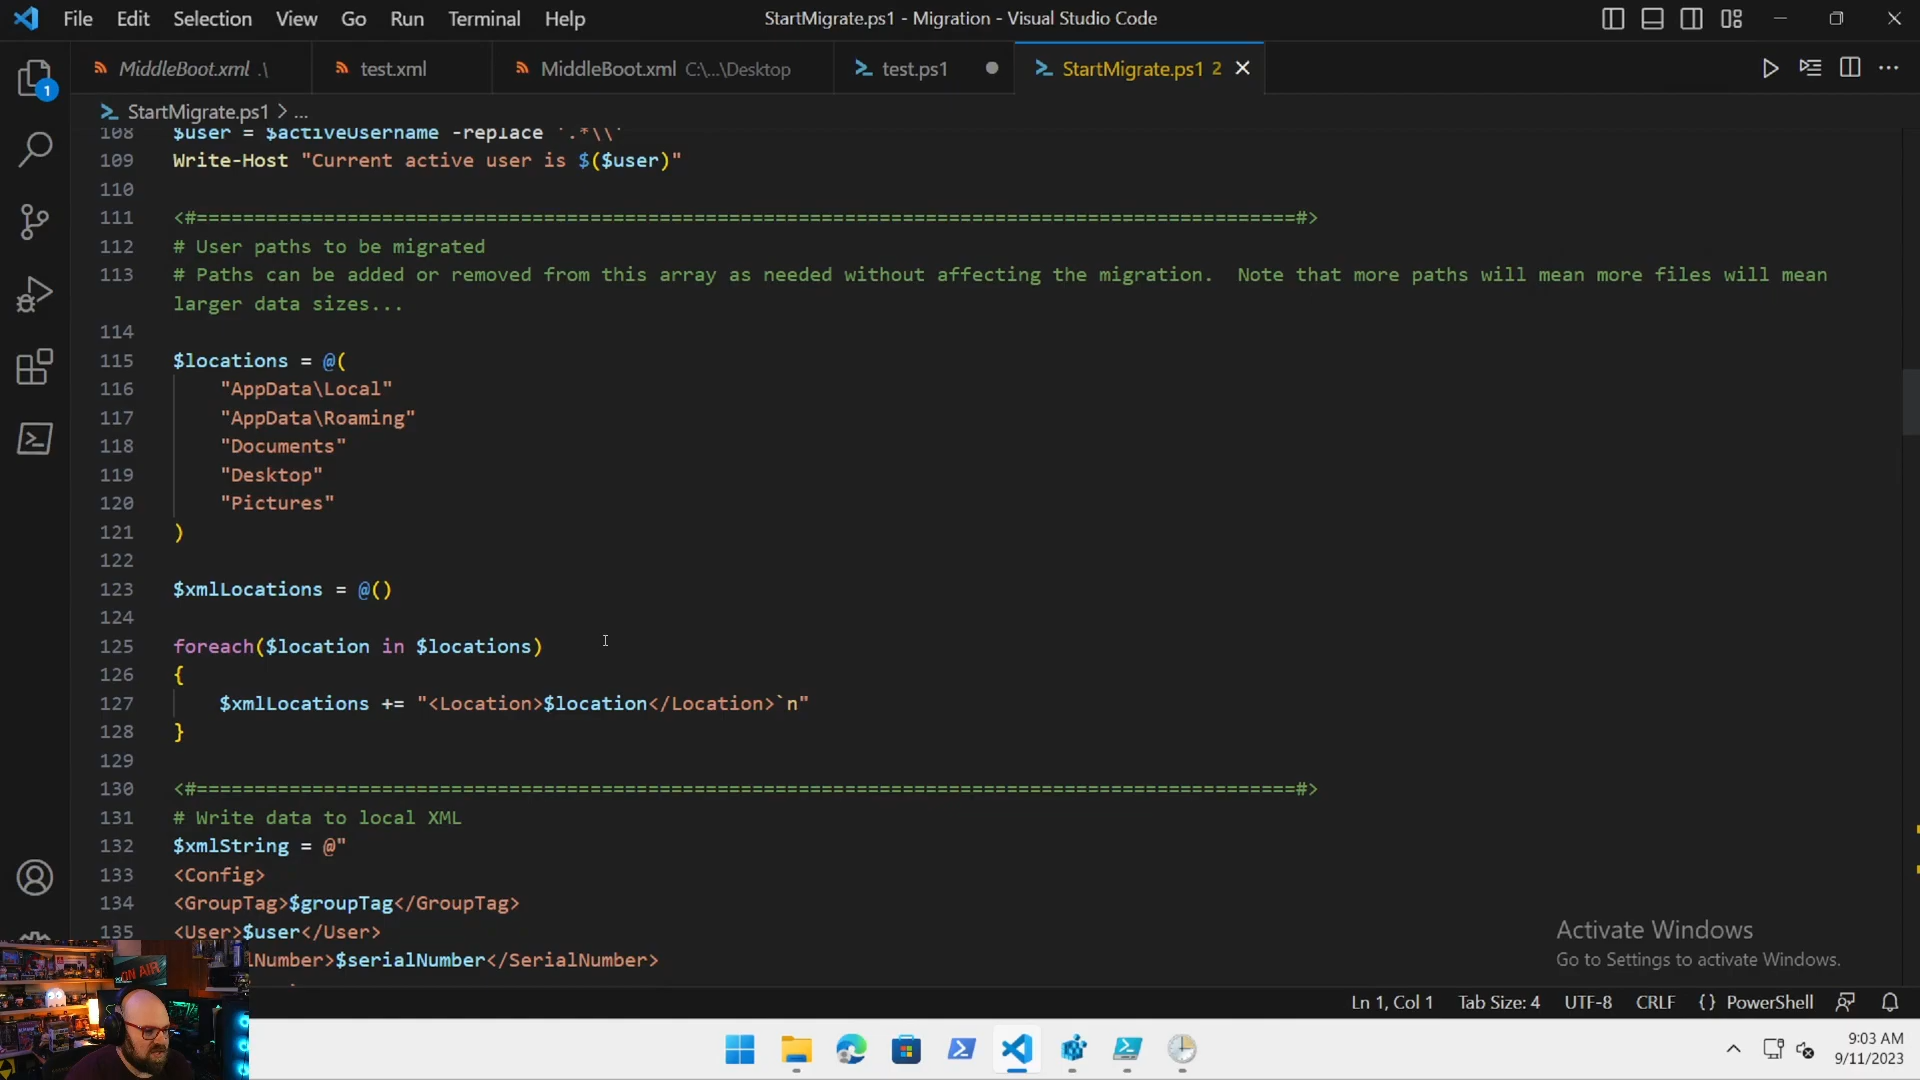 File Edit Selection View Go Run Terminal Help StartMigrate.ps1 - Migration - Visual Studio Code
1
MiddleBoot.xml .\ test.xml MiddleBoot.xml C:\...\Desktop test.ps1 StartMigrate.ps1 2
StartMigrate.ps1 > ...
108 $user = $activeUsername -replace '.*\\'
109 Write-Host "Current active user is $($user)"
110
111 <#===============================================================================================#>
112 # User paths to be migrated
113 # Paths can be added or removed from this array as needed without affecting the migration.  Note that more paths will mean more files will mean
larger data sizes...
114
115 $locations = @(
116     "AppData\Local"
117     "AppData\Roaming"
118     "Documents"
119     "Desktop"
120     "Pictures"
121 )
122
123 $xmlLocations = @()
124
125 foreach($location in $locations)
126 {
127     $xmlLocations += "<Location>$location</Location>`n"
128 }
129
130 <#===============================================================================================#>
131 # Write data to local XML
132 $xmlString = @"
133 <Config>
134 <GroupTag>$groupTag</GroupTag>
135 <User>$user</User>
lNumber>$serialNumber</SerialNumber>
ON AIR
Activate Windows
Go to Settings to activate Windows.
Ln 1, Col 1 Tab Size: 4 UTF-8 CRLF {} PowerShell
9:03 AM
9/11/2023